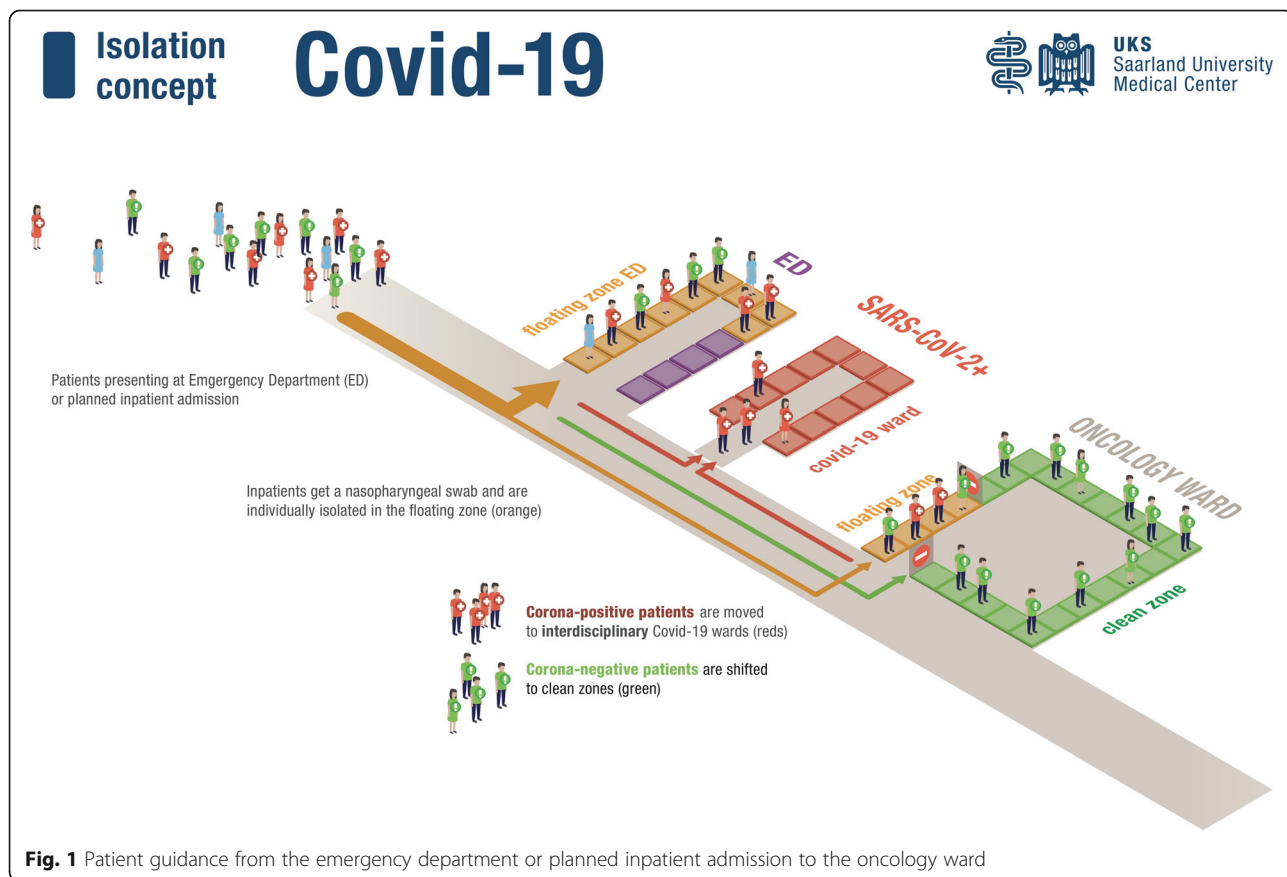 Isolation
concept
Covid-19
UKS
Saarland University
Medical Center
floating zone ED
ED
SARS-CoV-2+
covid-19 ward
Patients presenting at Emgergency Department (ED)
or planned inpatient admission
ONCOLOGY WARD
floating zone
clean zone
Inpatients get a nasopharyngeal swab and are
individually isolated in the floating zone (orange)
Corona-positive patients are moved
to interdisciplinary Covid-19 wards (reds)
Corona-negative patients are shifted
to clean zones (green)
Fig. 1 Patient guidance from the emergency department or planned inpatient admission to the oncology ward